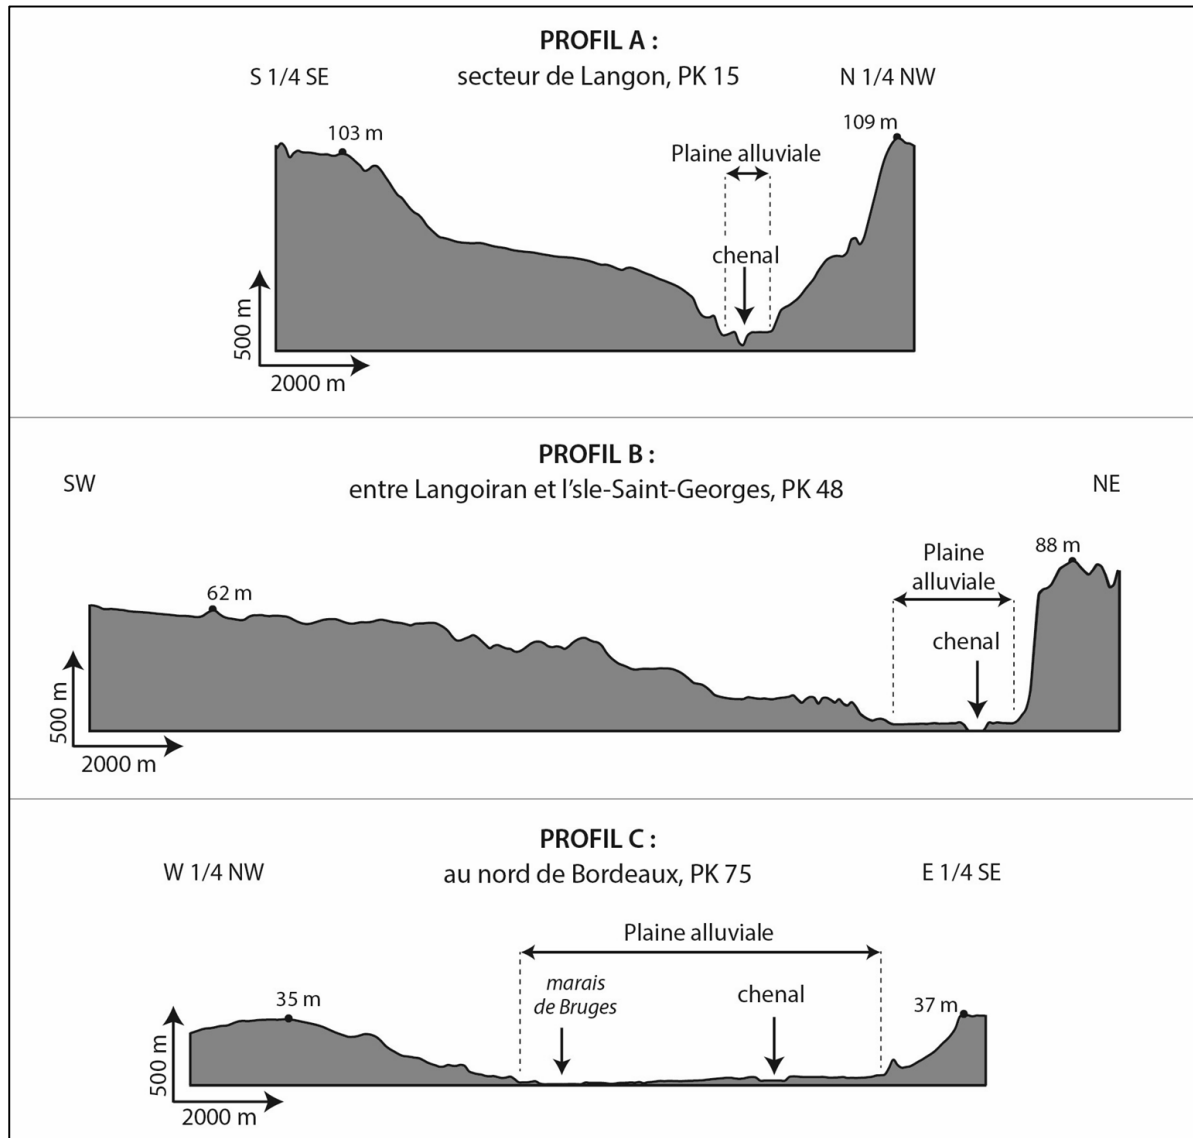 PROFIL A :
secteur de Langon, PK 15
S 1/4 SE
N 1/4 NW
103 m
109 m
Plaine alluviale
chenal
500 m
2000 m
PROFIL B :
entre Langoiran et l'sle-Saint-Georges, PK 48
SW
NE
62 m
88 m
Plaine
alluviale
chenal
500 m
2000 m
PROFIL C :
au nord de Bordeaux, PK 75
W 1/4 NW
E 1/4 SE
Plaine alluviale
35 m
marais
de Bruges
chenal
37 m
500 m
2000 m